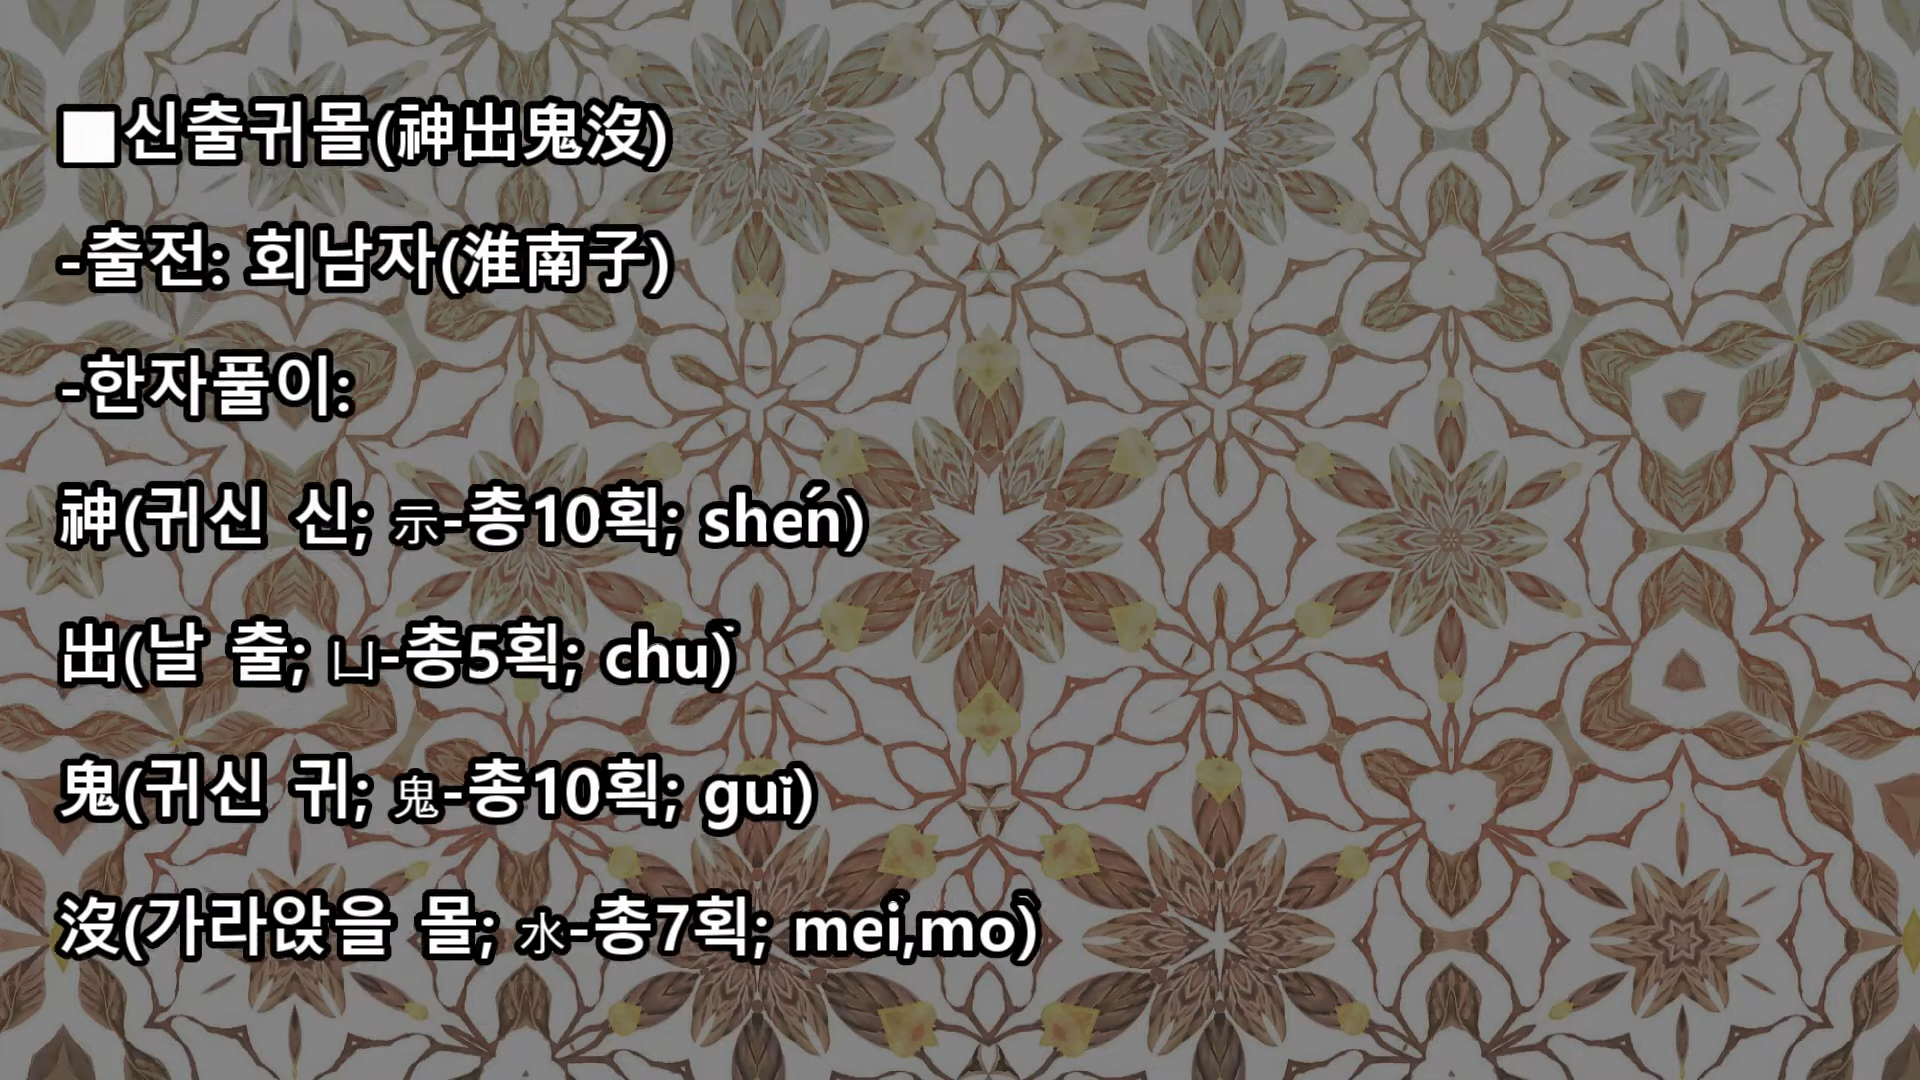 ■신출귀몰(神出鬼沒)
-출전: 회남자(淮南子)
-한자풀이:
神(귀신 신; 示-총10획; shén)
出(날 출; 凵-총5획; chū)
鬼(귀신 귀; 鬼-총10획; guǐ)
沒(가라앉을 몰; 水-총7획; méi,mò)